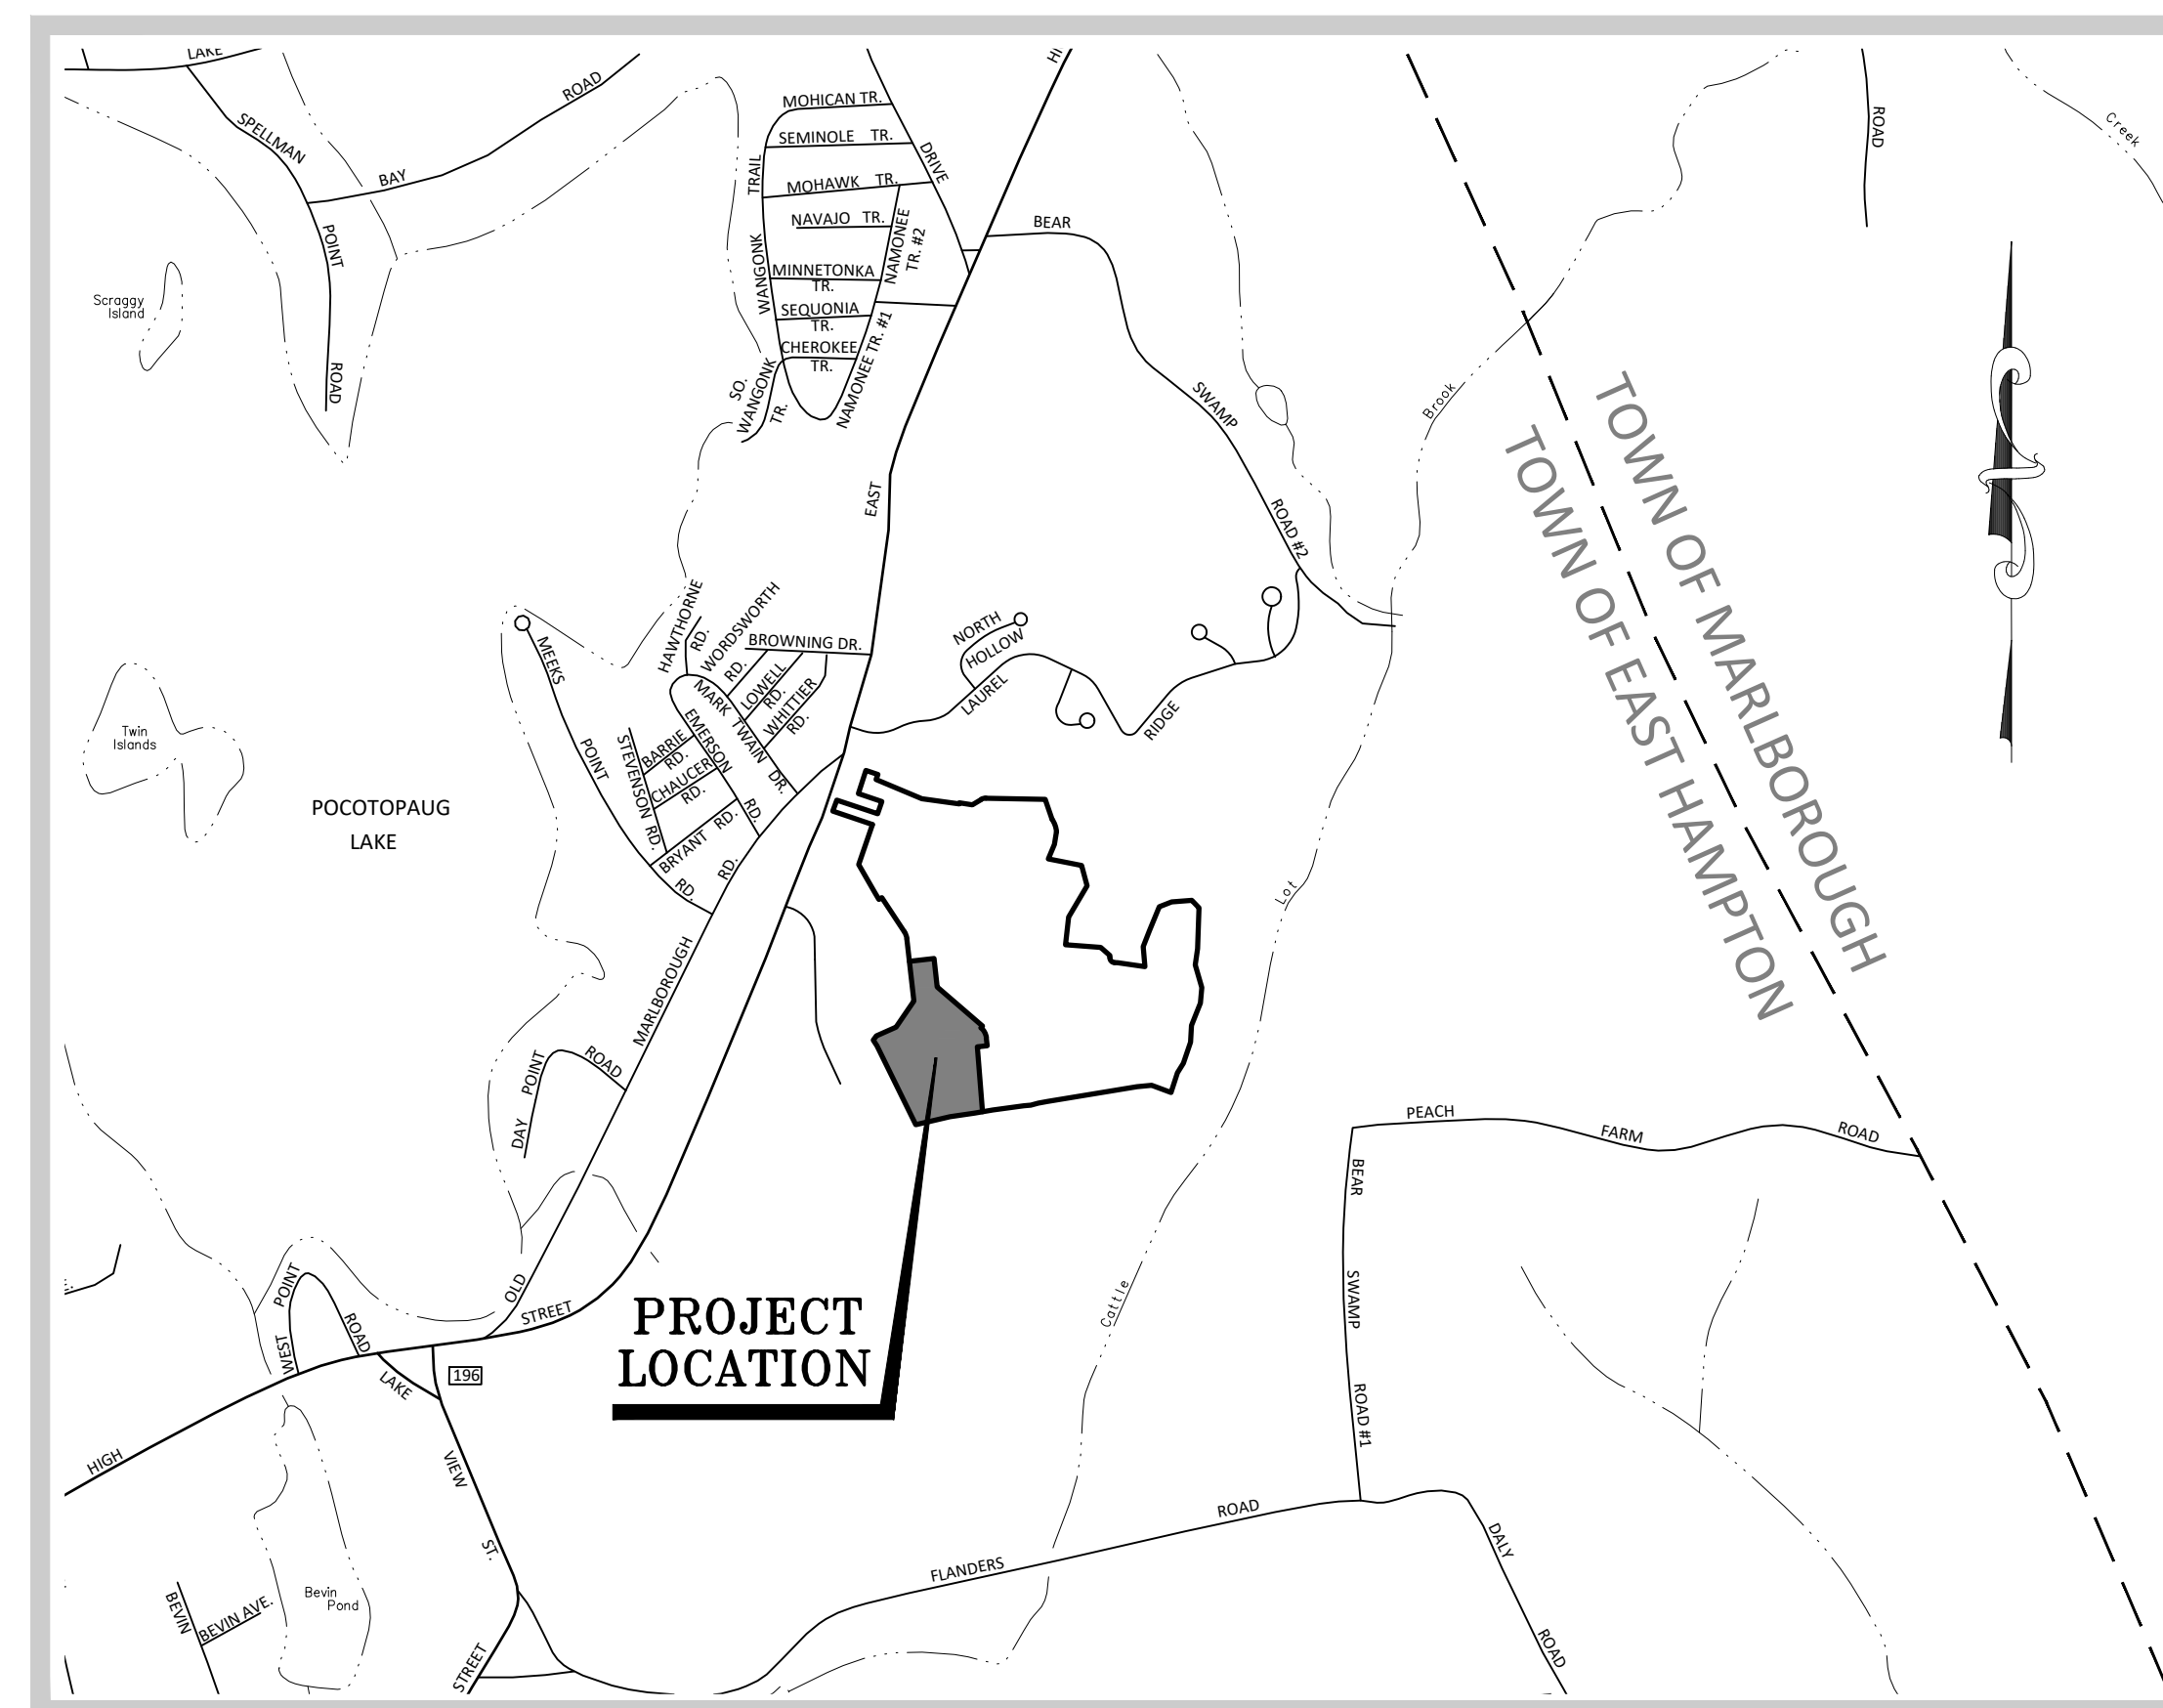 LAKE
SPELLMAN
POINT
ROAD
BAY
ROAD
Scraggy
Island
MOHICAN TR.
SEMINOLE TR.
MOHAWK TR.
NAVAJO TR.
MINNETONKA
TR.
SEQUONIA
TR.
CHEROKEE
TR.
WANGONK
TRAIL
SO.
WANGONK
TR.
NAMONEE
TR. #2
NAMONEE TR. #1
DRIVE
BEAR
SWAMP
ROAD #2
ROAD
Creek
Brook
TOWN OF MARLBOROUGH
TOWN OF EAST HAMPTON
EAST
HAWTHORNE
RD.
WORDSWORTH
RD.
BROWNING DR.
LOWELL
RD.
WHITTIER
RD.
MARK TWAIN DR.
EMERSON
RD.
BARRIE
RD.
CHAUCER
RD.
STEVENSON RD.
BRYANT RD.
MEEKS
POINT
RD.
NORTH
HOLLOW
LAUREL
RIDGE
Twin
Islands
POCOTOPAUG
LAKE
OLD
MARLBOROUGH
RD.
DAY
POINT
ROAD
Lot
Cattle
PEACH
FARM
ROAD
BEAR
SWAMP
ROAD #1
WEST
POINT
ROAD
HIGH
STREET
LAKE
VIEW
ST.
196
PROJECT
LOCATION
FLANDERS
ROAD
DALY
ROAD
Bevin
Pond
BEVIN
BEVIN AVE.
STREET